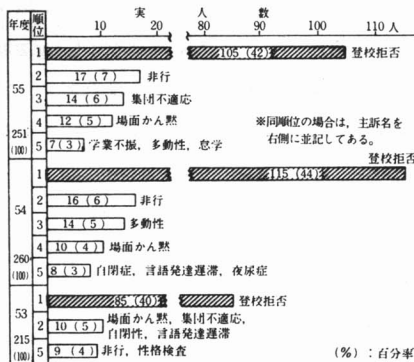 実 人 数
年度 順位 10 20 80 90 100 110
55
251
(100)
1 105 (42) 登校拒否
2 17 (7) 非行
3 14 (6) 集団不適応
4 12 (5) 場面かん黙
5 7 (3) 学業不振，多動性，怠学
※同順位の場合は，主訴名を
右側に並記してある。
54
260
(100)
1 115 (44) 登校拒否
2 16 (6) 非行
3 14 (5) 多動性
4 10 (4) 場面かん黙
5 8 (3) 自閉症，言語発達遅滞，夜尿症
53
215
(100)
1 85 (40) 登校拒否
2 10 (5) 場面かん黙，集団不適応，
自閉性，言語発達遅滞
5 9 (4) 非行，性格検査
(%)：百分率